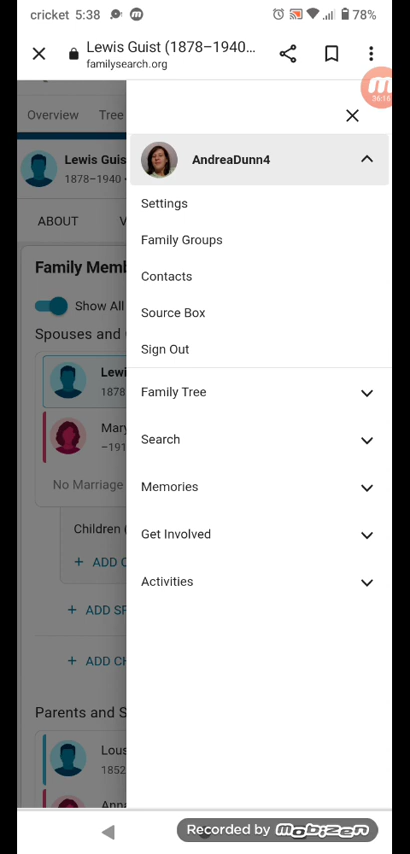 cricket 5:38
78%
Lewis Guist (1878–1940...
familysearch.org
36:16
Overview Tree
AndreaDunn4
Lewis Guis
1878–1940 •
Settings
ABOUT V
Family Groups
Family Memb
Contacts
Show All
Source Box
Spouses and
Sign Out
Lewi
1878
Family Tree
Mary
–191
Search
No Marriage
Memories
Children (
Get Involved
+ ADD C
Activities
+ ADD SP
+ ADD CH
Parents and S
Lous
1852
Anna
Recorded by mobizen